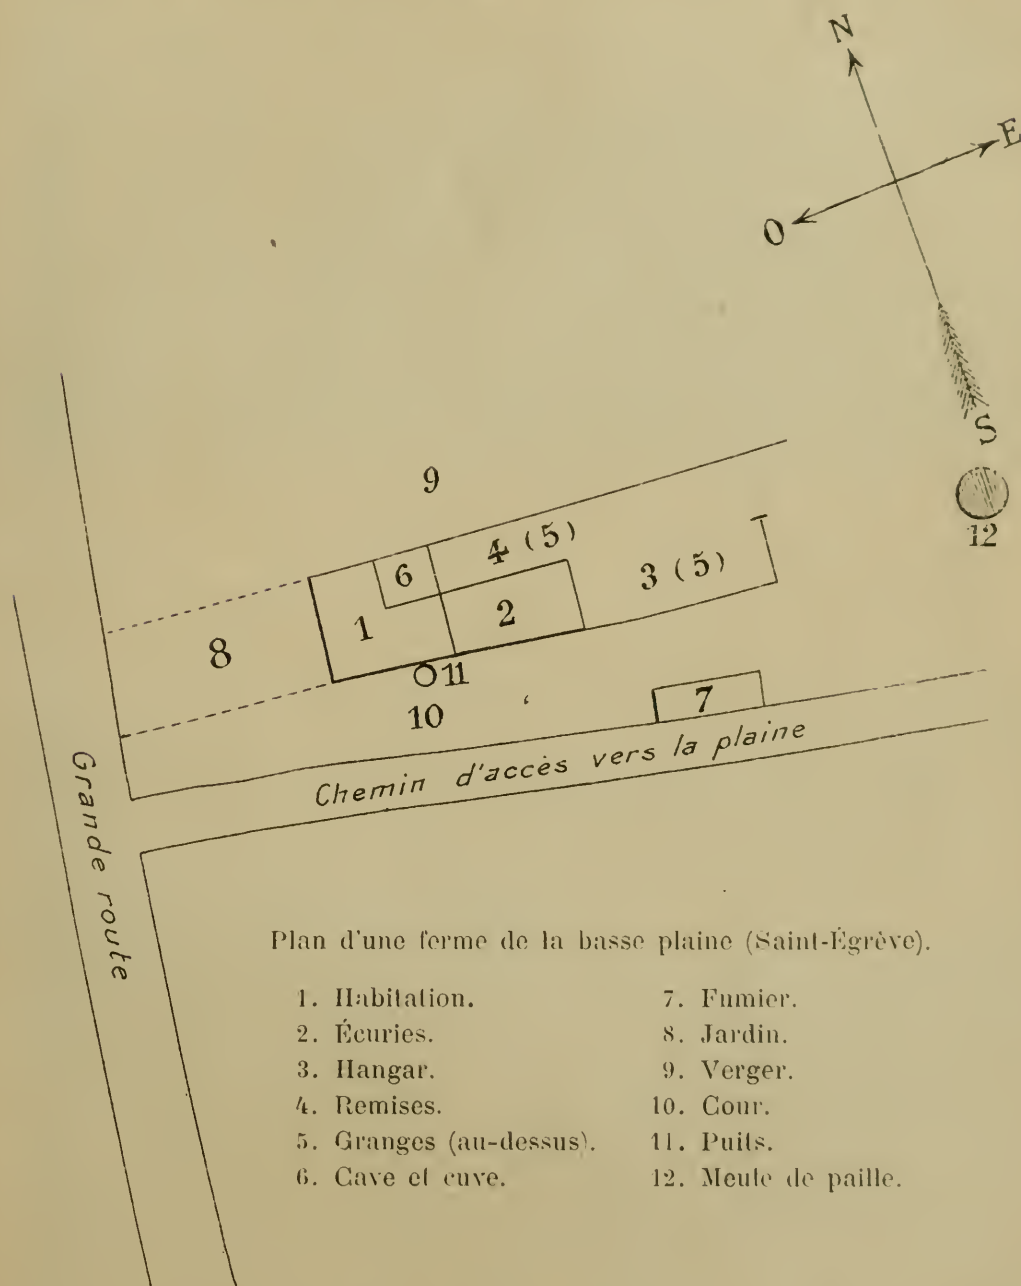 N
E
O
S
12
9
4 (5)
3 (5)
6
2
1
8
11
7
10
Chemin d'accès vers la plaine
Grande route
Plan d'une ferme de la basse plaine (Saint-Égrève).
1. Habitation.
2. Écuries.
3. Hangar.
4. Remises.
5. Granges (au-dessus).
6. Cave et cuve.
7. Fumier.
8. Jardin.
9. Verger.
10. Cour.
11. Puits.
12. Meule de paille.